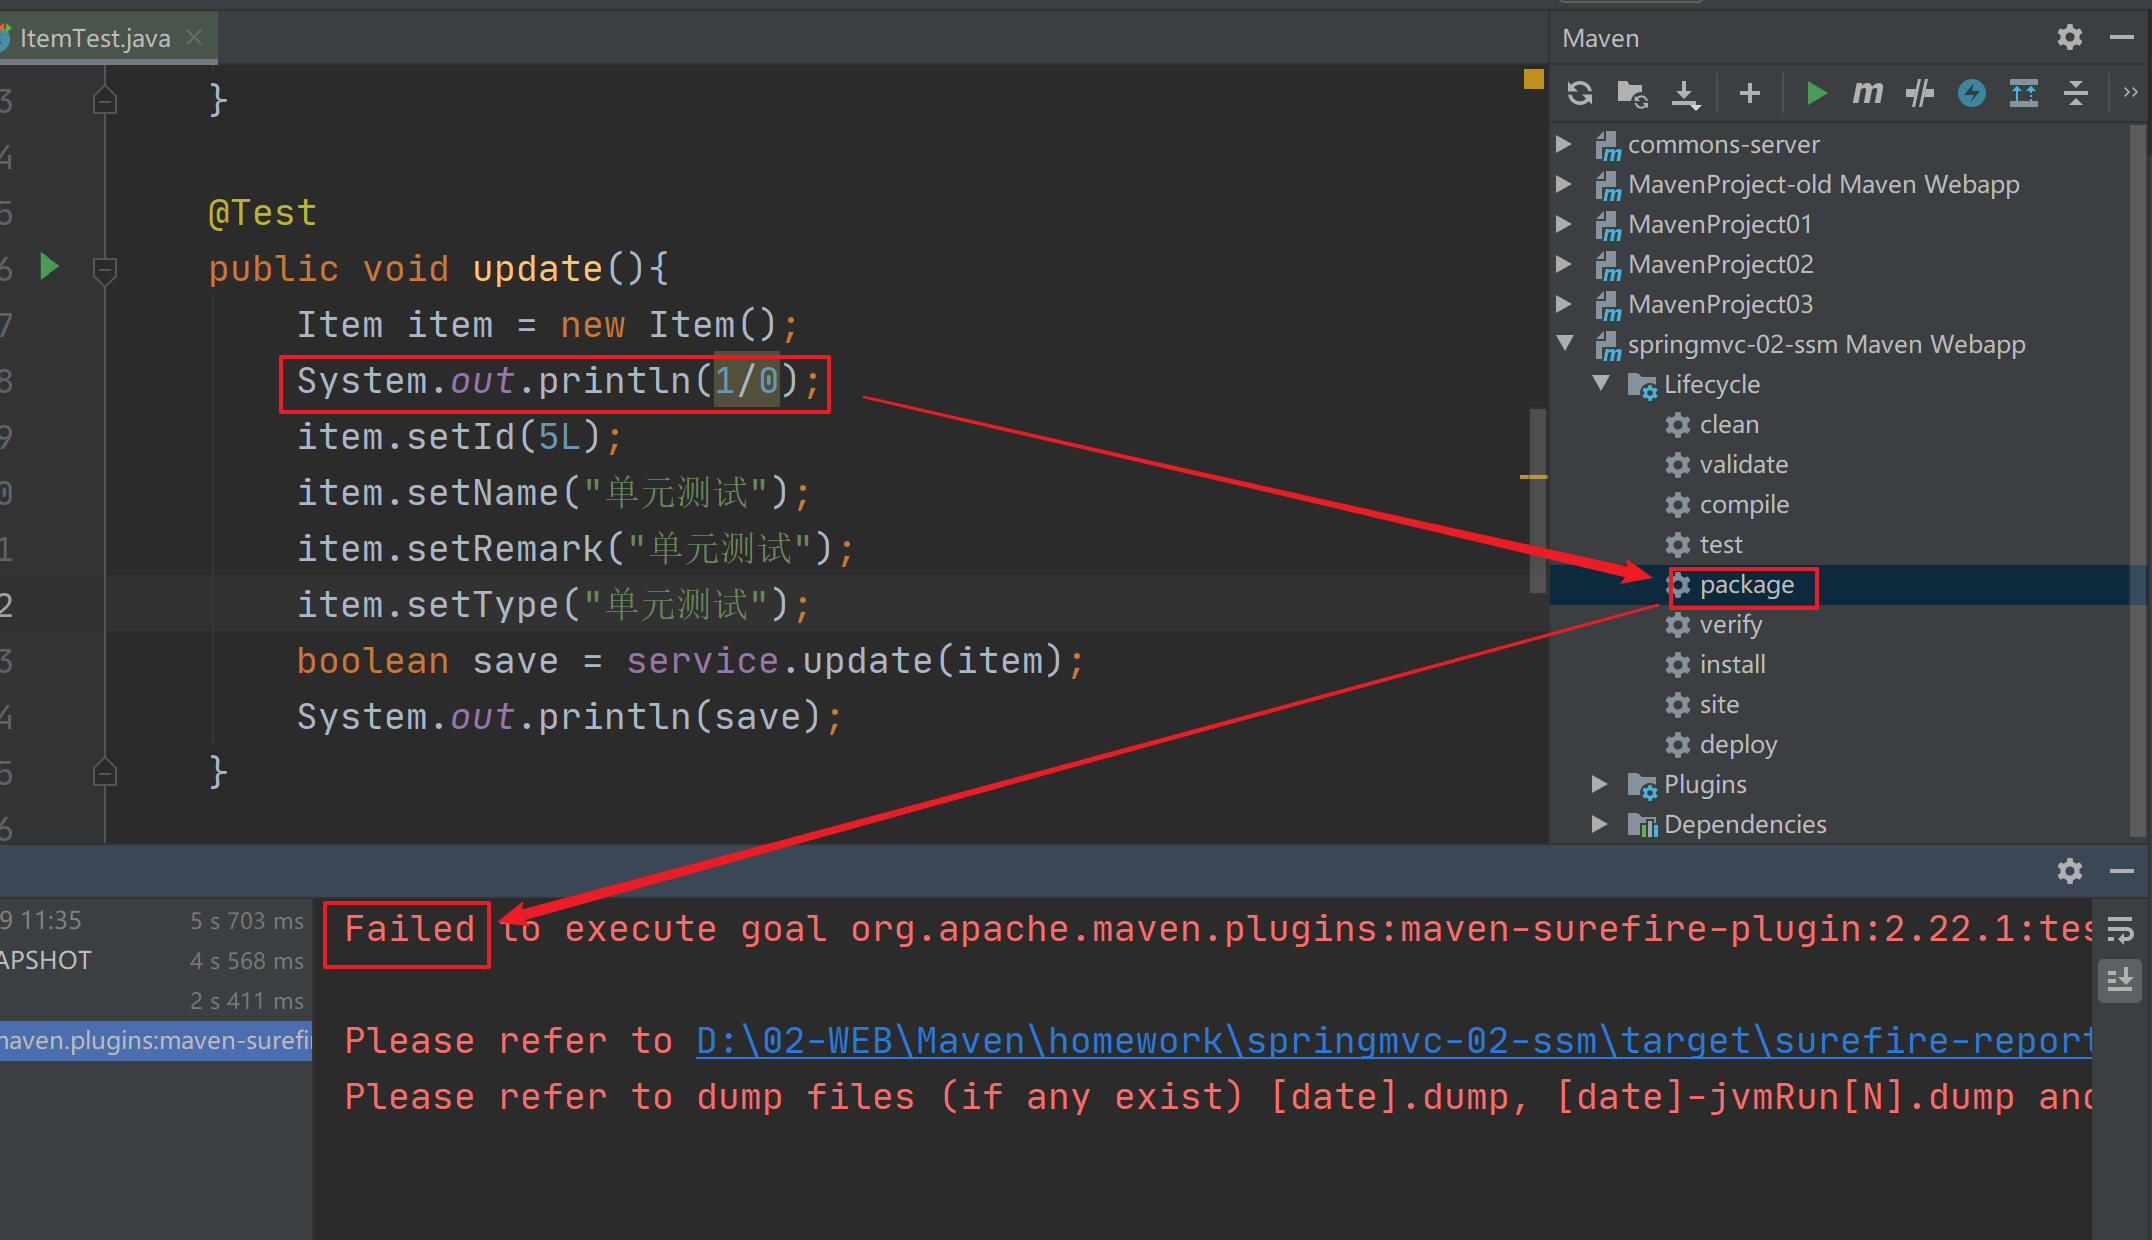 ItemTest.java
3 }
4
5 @Test
6 public void update(){
7 Item item = new Item();
8 System.out.println(1/0);
9 item.setId(5L);
0 item.setName("单元测试");
1 item.setRemark("单元测试");
2 item.setType("单元测试");
3 boolean save = service.update(item);
4 System.out.println(save);
5 }
6
Maven
commons-server
MavenProject-old Maven Webapp
MavenProject01
MavenProject02
MavenProject03
springmvc-02-ssm Maven Webapp
Lifecycle
clean
validate
compile
test
package
verify
install
site
deploy
Plugins
Dependencies
9 11:35 5 s 703 ms
APSHOT 4 s 568 ms
2 s 411 ms
maven.plugins:maven-surefi
Failed to execute goal org.apache.maven.plugins:maven-surefire-plugin:2.22.1:tes
Please refer to D:\02-WEB\Maven\homework\springmvc-02-ssm\target\surefire-report
Please refer to dump files (if any exist) [date].dump, [date]-jvmRun[N].dump and